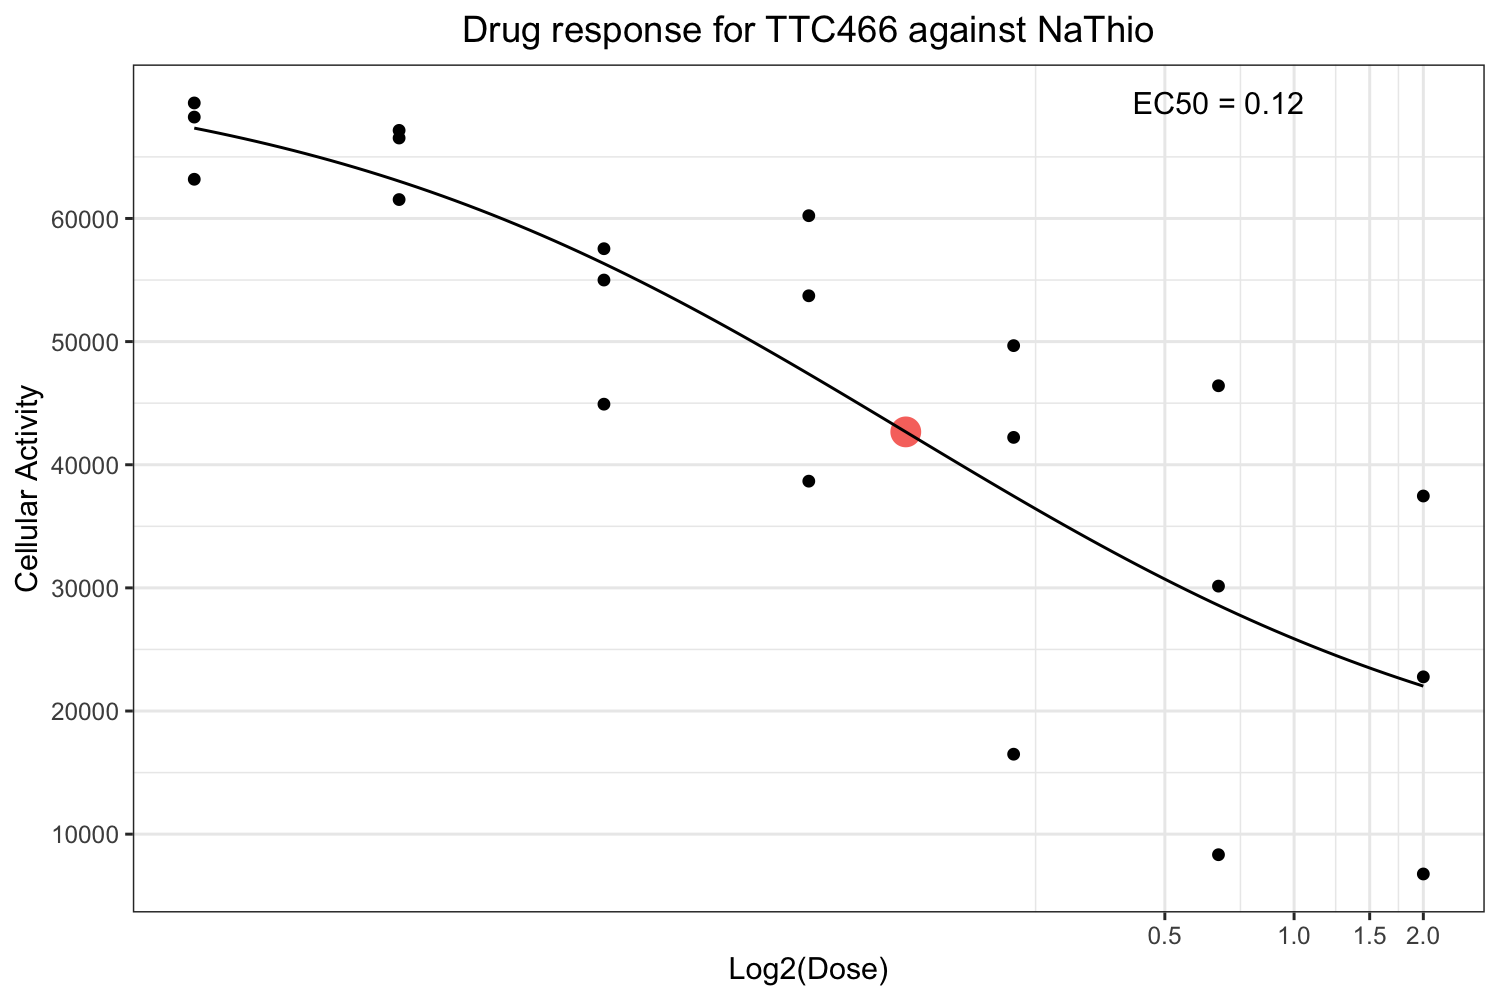 Drug response for TTC466 against NaThio
EC50 = 0.12
Cellular Activity
60000
50000
40000
30000
20000
10000
0.5 1.0 1.5 2.0
Log2(Dose)